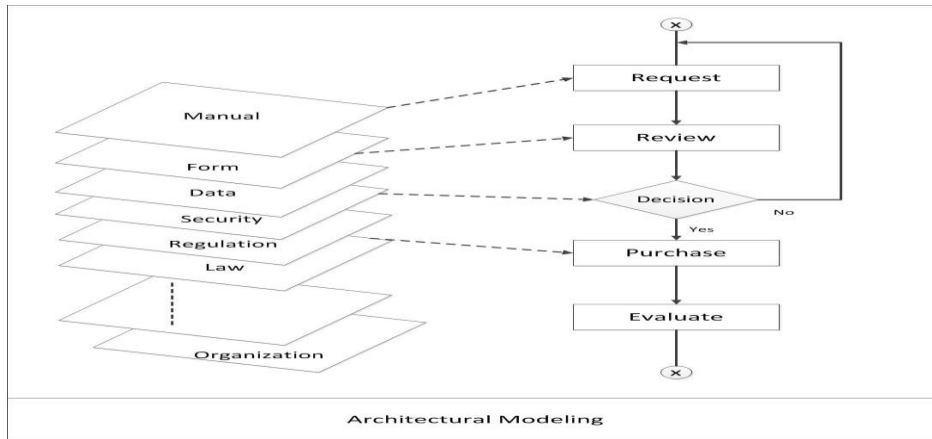 X
Request
Manual
Review
Form
Data
Decision
Security
No
Yes
Regulation
Purchase
Law
Evaluate
Organization
X
Architectural Modeling